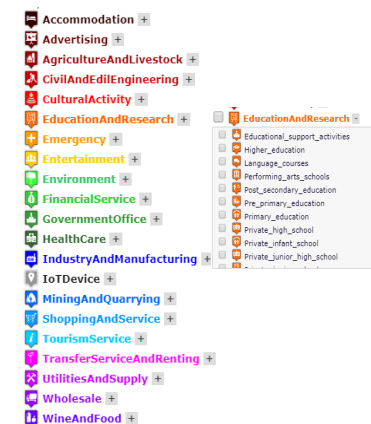 Accommodation +
Advertising +
AgricultureAndLivestock +
CivilAndEdilEngineering +
CulturalActivity +
EducationAndResearch +
Emergency +
Entertainment +
Environment +
FinancialService +
GovernmentOffice +
HealthCare +
IndustryAndManufacturing +
IoTDevice +
MiningAndQuarrying +
ShoppingAndService +
TourismService +
TransferServiceAndRenting +
UtilitiesAndSupply +
Wholesale +
WineAndFood +
EducationAndResearch -
Educational_support_activities
Higher_education
Language_courses
Performing_arts_schools
Post_secondary_education
Pre_primary_education
Primary_education
Private_high_school
Private_infant_school
Private_junior_high_school